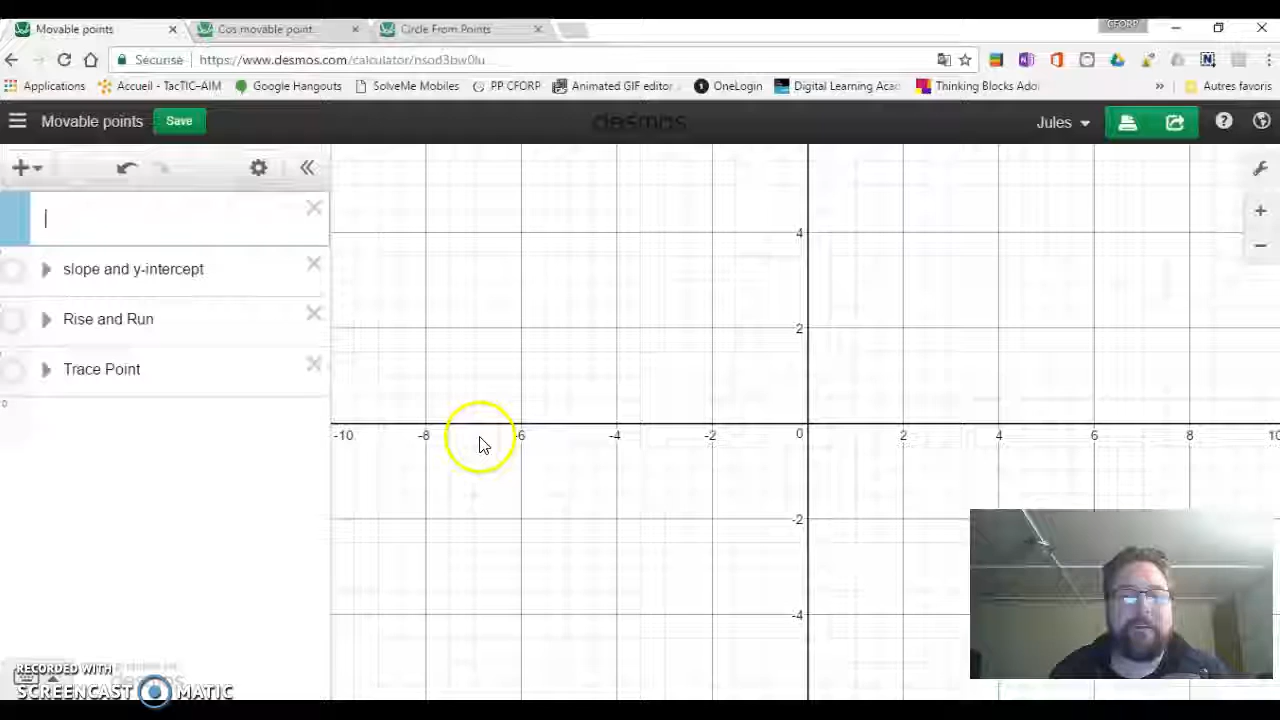 Movable points
Cos movable point
Circle From Points
CFORP
Sécurisé
https://www.desmos.com/calculator/nsod3bw0lu
Application
Accueil - TacTIC-AIM
Google Hangouts
SolveMe Mobiles
PP CFORP
Animated GIF editor
OneLogin
Digital Learning Acad
Thinking Blocks Ado
»
Autres favoris
Movable points
Save
desmos
Jules
slope and y-intercept
Rise and Run
Trace Point
4
2
-10 -8 -6 -4 -2 0 2 4 6 8 10
-2
-4
RECORDED WITH
SCREENCAST MATIC